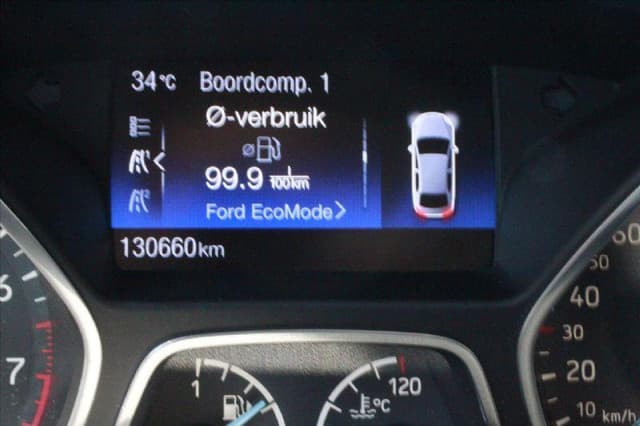 34°C Boordcomp. 1
Ø-verbruik
Ø
99.9 l/100km
Ford EcoMode
130660km
6
7
1
120
°C
60
50
40
30
20
10
km/h